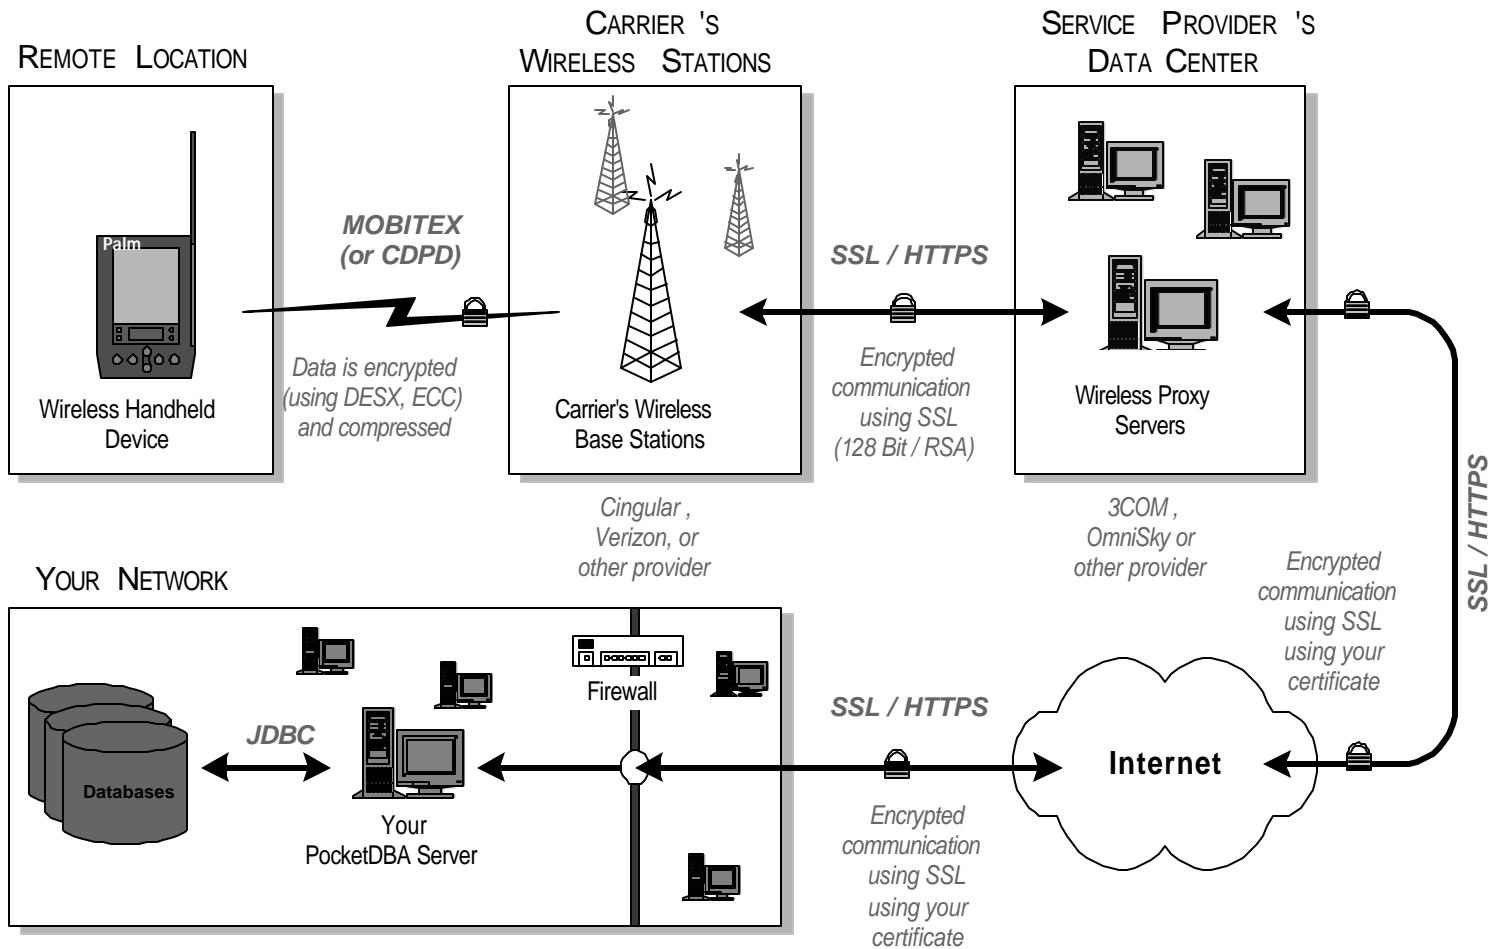 REMOTE LOCATION
Palm
Wireless Handheld
Device
MOBITEX
(or CDPD)
Data is encrypted
(using DESX, ECC)
and compressed
CARRIER 'S
WIRELESS STATIONS
Carrier's Wireless
Base Stations
Cingular ,
Verizon, or
other provider
SSL / HTTPS
Encrypted
communication
using SSL
(128 Bit / RSA)
SERVICE PROVIDER 'S
DATA CENTER
Wireless Proxy
Servers
3COM ,
OmniSky or
other provider
SSL / HTTPS
Encrypted
communication
using SSL
using your
certificate
YOUR NETWORK
Databases
JDBC
Your
PocketDBA Server
Firewall
SSL / HTTPS
Encrypted
communication
using SSL
using your
certificate
Internet